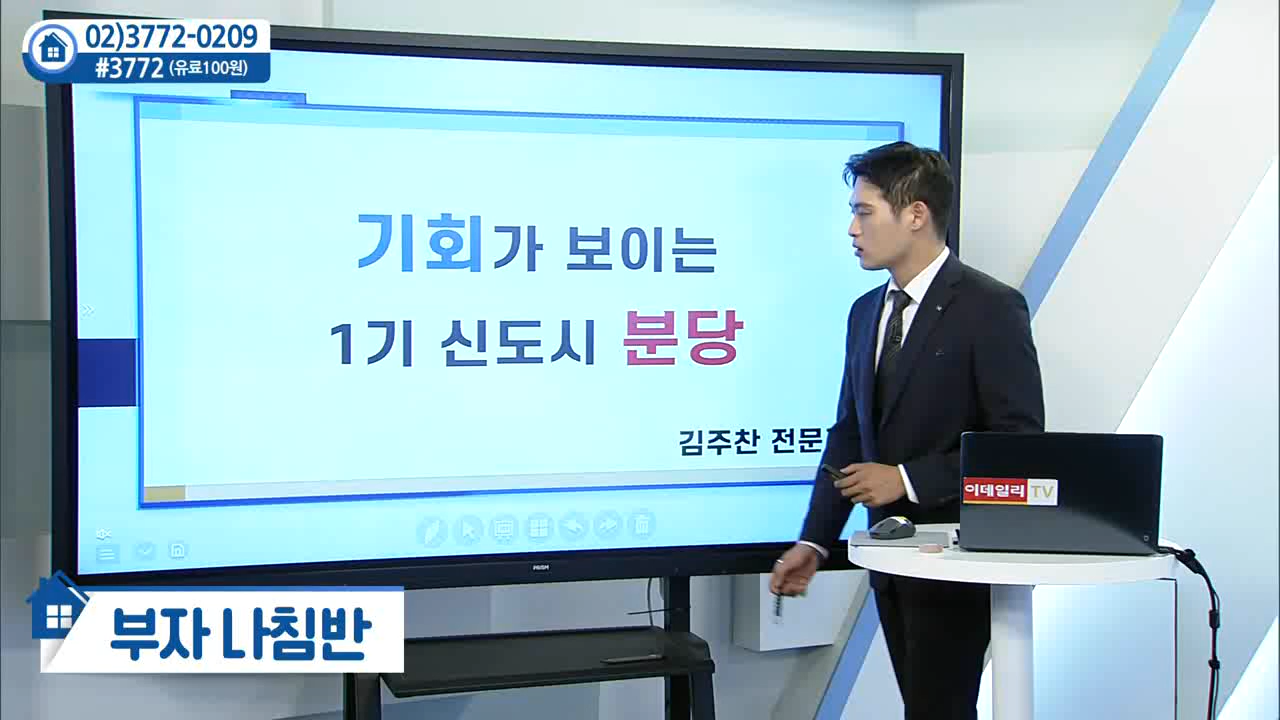 02)3772-0209
#3772 (유료100원)
기회가 보이는
1기 신도시 분당
김주찬 전문
이데일리 TV
PRISM
부자 나침반